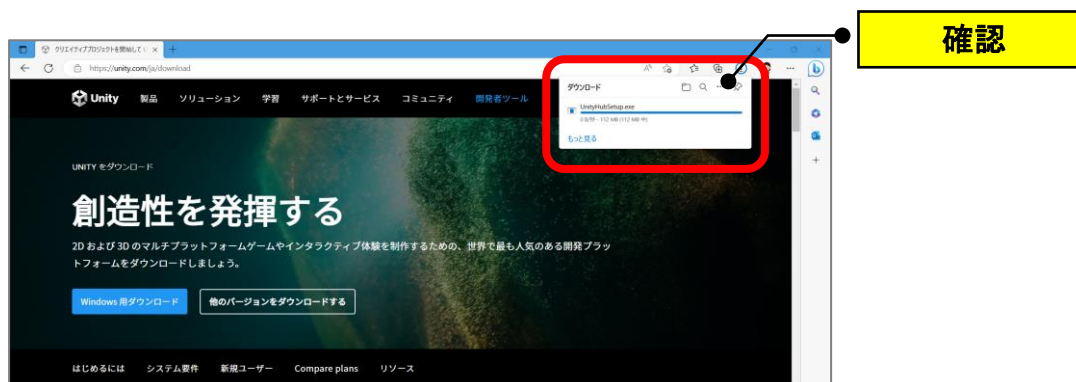 確認
クリエイティブプロジェクトを開始して
https://unity.com/ja/download
Unity 製品 ソリューション 学習 サポートとサービス コミュニティ 開発者ツール
ダウンロード
UnityHubSetup.exe
0 B/秒 - 112 MB (112 MB 中)
もっと見る
UNITY をダウンロード
創造性を発揮する
2D および 3D のマルチプラットフォームゲームやインタラクティブ体験を制作するための、世界で最も人気のある開発プラッ
トフォームをダウンロードしましょう。
Windows 用ダウンロード 他のバージョンをダウンロードする
はじめるには システム要件 新規ユーザー Compare plans リソース